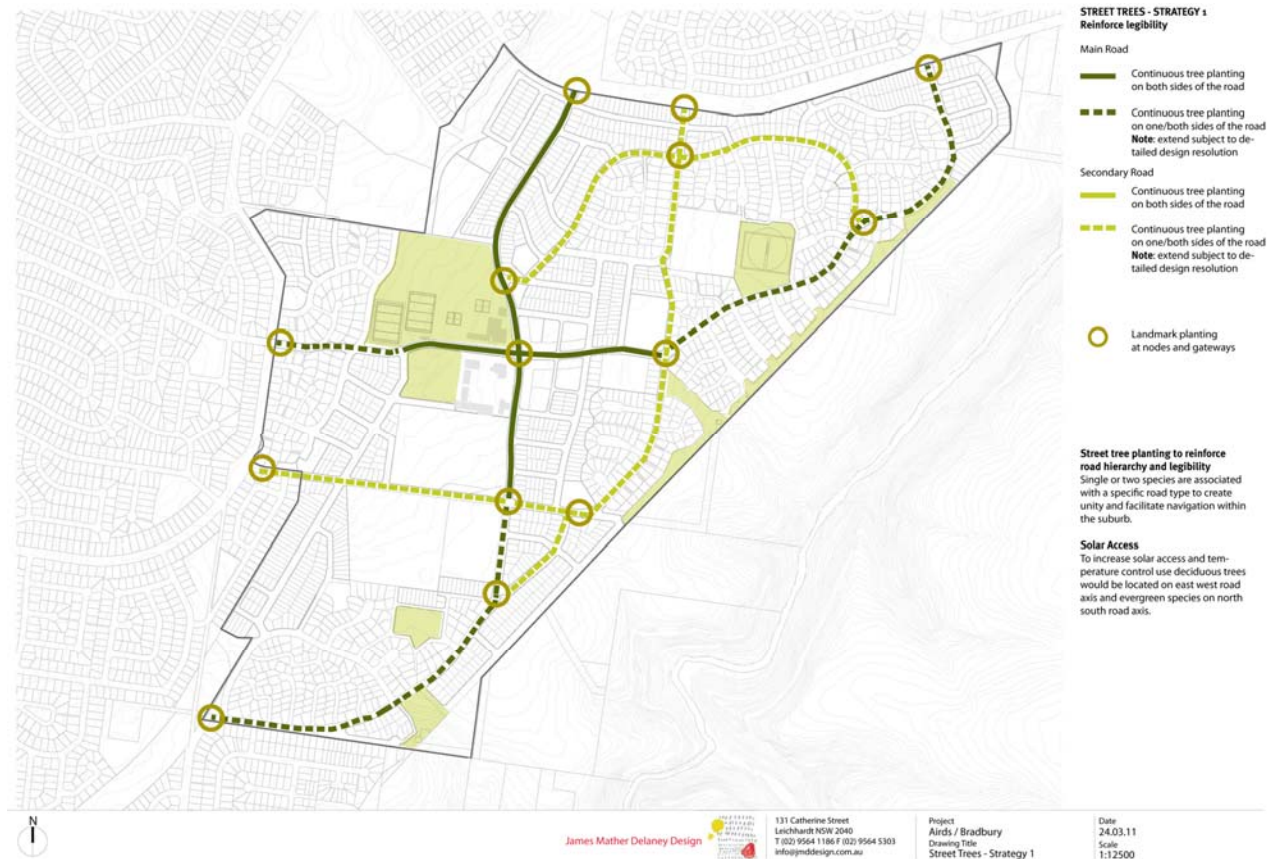 STREET TREES - STRATEGY 1
Reinforce legibility
Main Road
Continuous tree planting
on both sides of the road
Continuous tree planting
on one/both sides of the road
Note: extend subject to de-
tailed design resolution
Secondary Road
Continuous tree planting
on both sides of the road
Continuous tree planting
on one/both sides of the road
Note: extend subject to de-
tailed design resolution
Landmark planting
at nodes and gateways
Street tree planting to reinforce
road hierarchy and legibility
Single or two species are associated
with a specific road type to create
unity and facilitate navigation within
the suburb.
Solar Access
To increase solar access and tem-
perature control use deciduous trees
would be located on east west road
axis and evergreen species on north
south road axis.
N
James Mather Delaney Design
131 Catherine Street
Leichhardt NSW 2040
T (02) 9564 1186 F (02) 9564 5303
info@jmddesign.com.au
Project
Airds / Bradbury
Drawing Title
Street Trees - Strategy 1
Date
24.03.11
Scale
1:12500